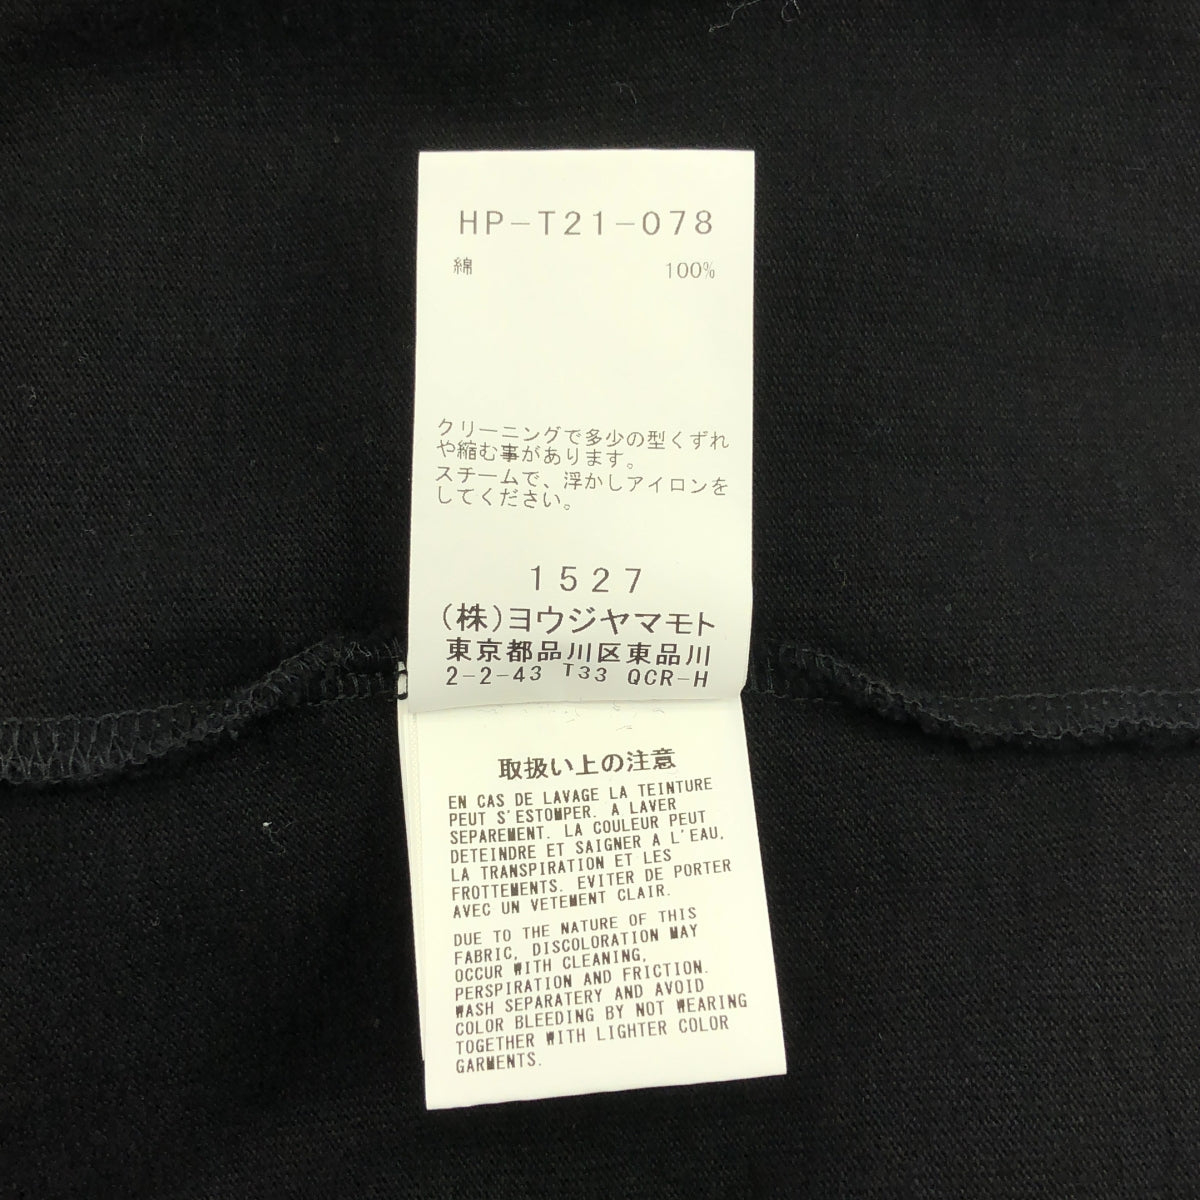 HP-T21-078
綿 100%
クリーニングで多少の型くずれ
や縮む事があります。
スチームで、浮かしアイロンを
してください。
1527
(株)ヨウジヤマモト
東京都品川区東品川
2-2-43 T33 QCR-H
取扱い上の注意
EN CAS DE LAVAGE LA TEINTURE
PEUT S'ESTOMPER. A LAVER
SEPAREMENT. LA COULEUR PEUT
DETEINDRE ET SAIGNER A L'EAU,
LA TRANSPIRATION ET LES
FROTTEMENTS. EVITER DE PORTER
AVEC UN VETEMENT CLAIR.
DUE TO THE NATURE OF THIS
FABRIC, DISCOLORATION MAY
OCCUR WITH CLEANING,
PERSPIRATION AND FRICTION.
WASH SEPARATERY AND AVOID
COLOR BLEEDING BY NOT WEARING
TOGETHER WITH LIGHTER COLOR
GARMENTS.